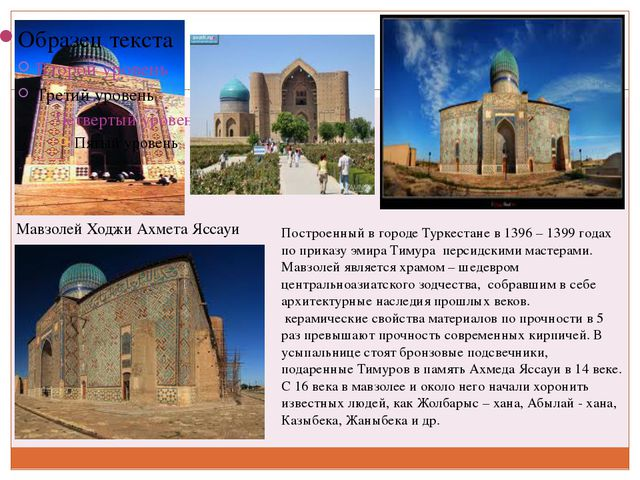 Образец текста
Второй уровень
Третий уровень
Четвертый уровень
Пятый уровень
Мавзолей Ходжи Ахмета Яссауи
Построенный в городе Туркестане в 1396 – 1399 годах
по приказу эмира Тимура персидскими мастерами.
Мавзолей является храмом – шедевром
центральноазиатского зодчества, собравшим в себе
архитектурные наследия прошлых веков.
керамические свойства материалов по прочности в 5
раз превышают прочность современных кирпичей. В
усыпальнице стоят бронзовые подсвечники,
подаренные Тимуров в память Ахмеда Яссауи в 14 веке.
С 16 века в мавзолее и около него начали хоронить
известных людей, как Жолбарыс – хана, Абылай - хана,
Казыбека, Жаныбека и др.